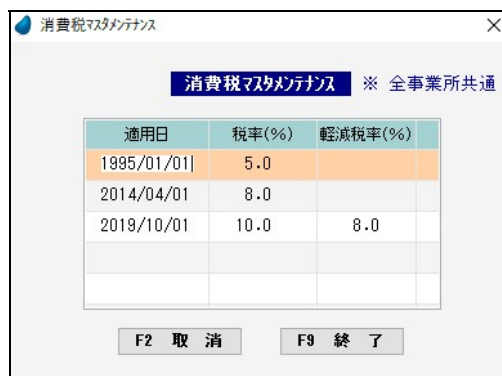 消費税ﾏｽﾀﾒﾝﾃﾅﾝｽ
消費税ﾏｽﾀﾒﾝﾃﾅﾝｽ ※ 全事業所共通
適用日 税率(%) 軽減税率(%)
1995/01/01 5.0
2014/04/01 8.0
2019/10/01 10.0 8.0
F2 取 消 F9 終 了